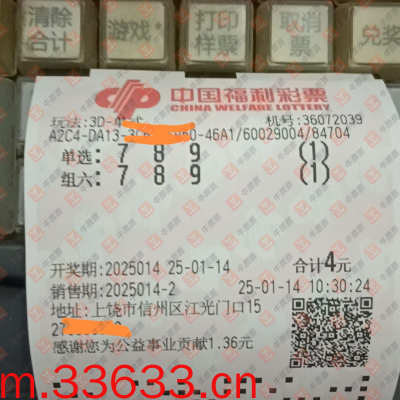 清除 合计
游戏*
打印 样票
取消 票
兑奖
中国福利彩票
CHINA WELFARE LOTTERY
玩法:3D
机号:36072039
A2C4-DA13-
0-46A1/60029004/84704
单选: 7 8 9 (1)
组六: 7 8 9 (1)
开奖期:2025014 25-01-14 合计4元
销售期:2025014-2 25-01-14 10:30:24
地址:上饶市信州区江光门口15
27
感谢您为公益事业贡献1.36元
m.33633.cn